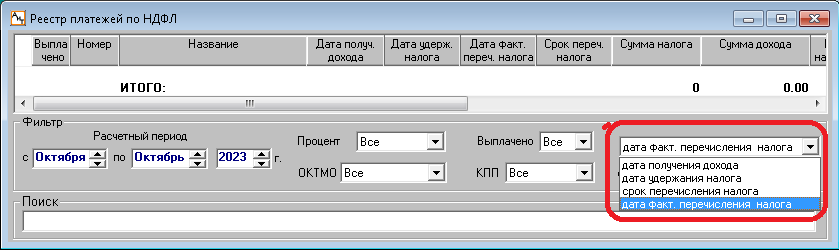 Реестр платежей по НДФЛ
Выпла
чено
Номер
Название
Дата получ.
дохода
Дата удерж.
налога
Дата факт.
переч. налога
Срок переч.
налога
Сумма налога
Сумма дохода
ИТОГО: 0 0.00
Фильтр
Расчетный период
с Октября по Октябрь 2023 г.
Процент Все
Выплачено Все
дата факт. перечисления налога
ОКТМО Все
КПП Все
дата получения дохода
дата удержания налога
срок перечисления налога
дата факт. перечисления налога
Поиск